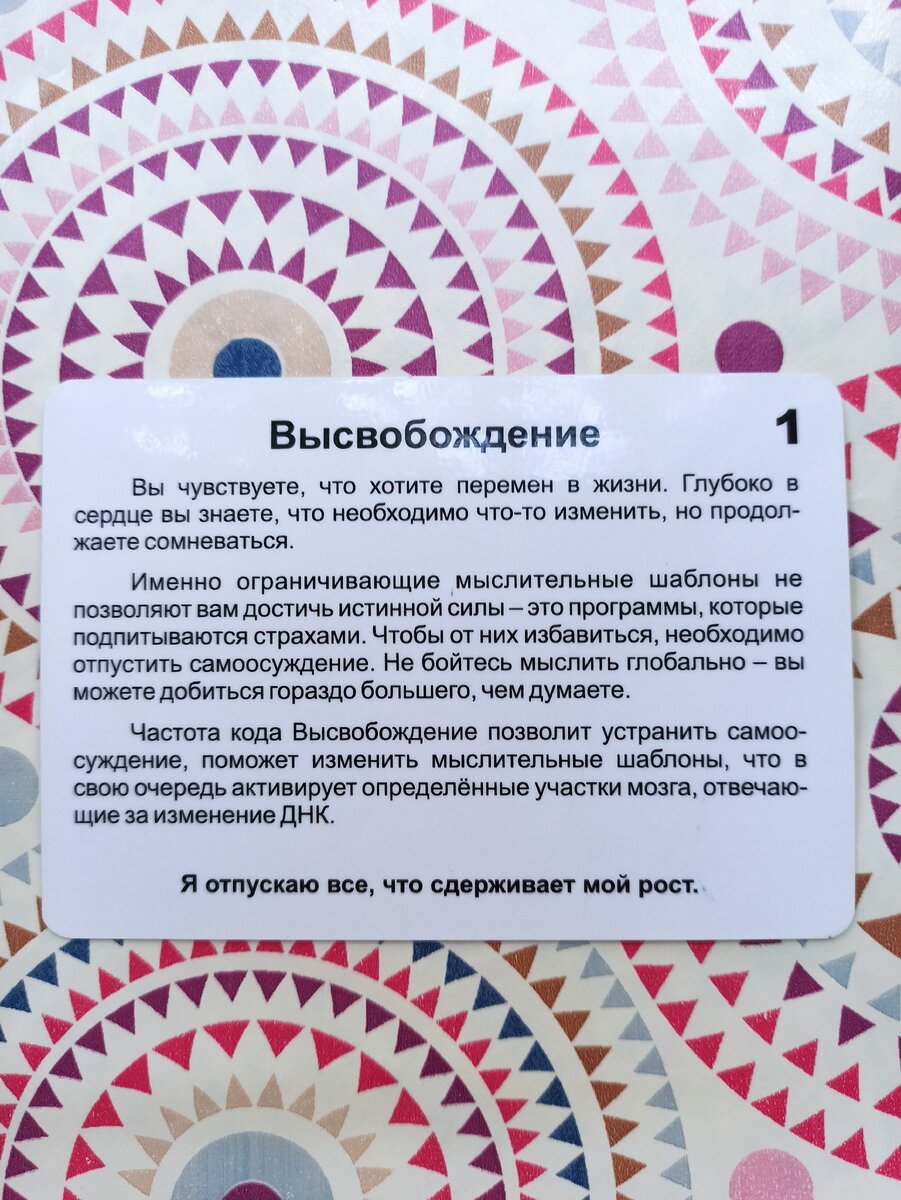 Высвобождение 1
Вы чувствуете, что хотите перемен в жизни. Глубоко в
сердце вы знаете, что необходимо что-то изменить, но продол-
жаете сомневаться.
Именно ограничивающие мыслительные шаблоны не
позволяют вам достичь истинной силы – это программы, которые
подпитываются страхами. Чтобы от них избавиться, необходимо
отпустить самоосуждение. Не бойтесь мыслить глобально – вы
можете добиться гораздо большего, чем думаете.
Частота кода Высвобождение позволит устранить самоо-
суждение, поможет изменить мыслительные шаблоны, что в
свою очередь активирует определённые участки мозга, отвечаю-
щие за изменение ДНК.
Я отпускаю все, что сдерживает мой рост.